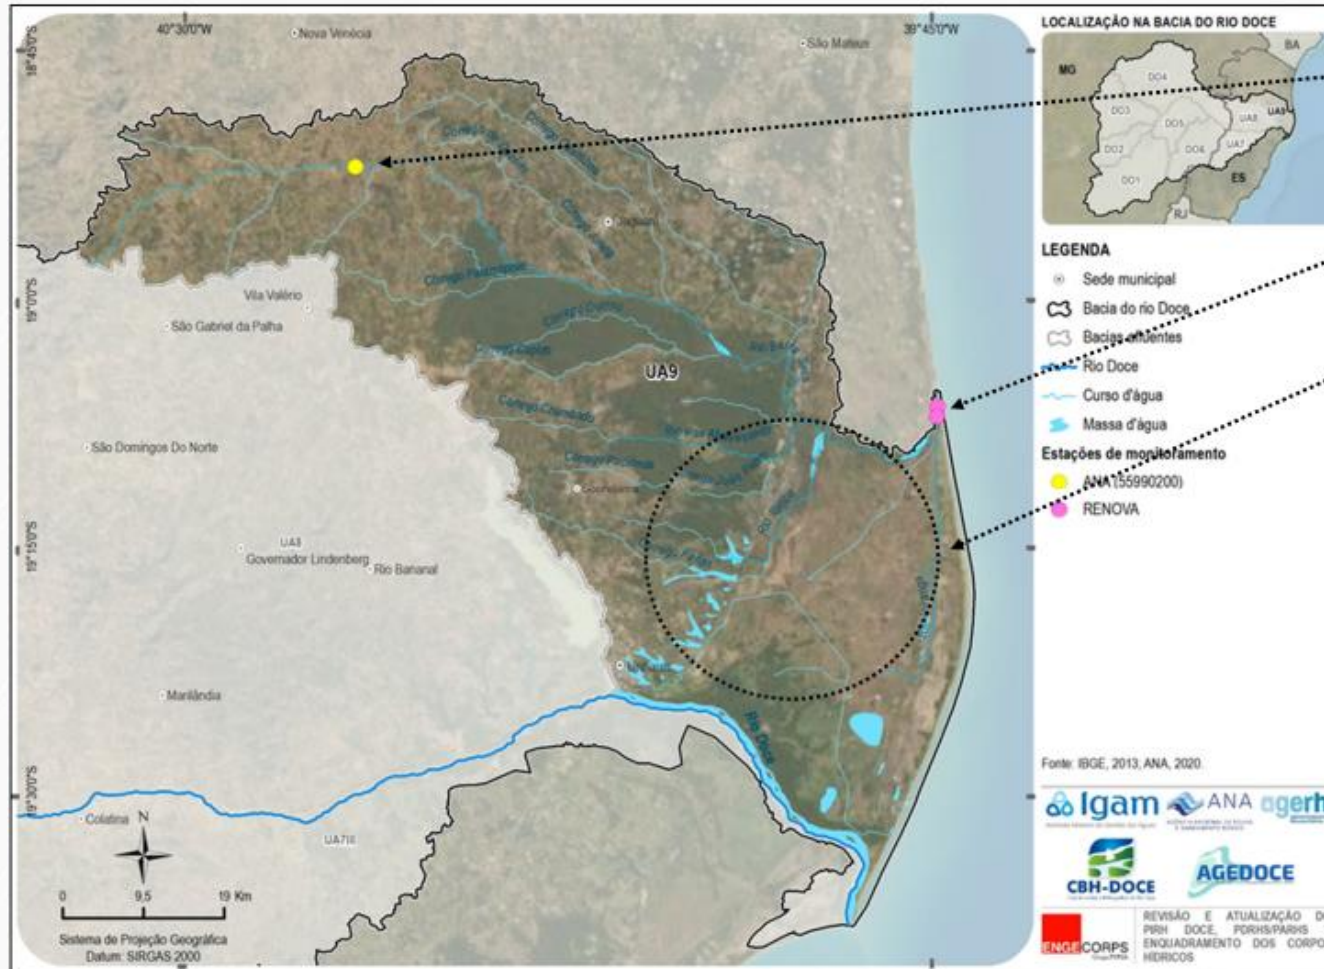 40°30'0"W
39°45'0"W
18°45'0"S
Nova Venécia
São Mateus
19°0'0"S
Vila Valério
São Gabriel da Palha
Córrego
UA9
Córrego Chumbado
São Domingos Do Norte
Córrego
19°15'0"S
UA8
Governador Lindenberg
Rio Bananal
Marilândia
Rio Doce
19°30'0"S
Colatina
N
UA7
0 9,5 19 Km
Sistema de Projeção Geográfica
Datum: SIRGAS 2000
LOCALIZAÇÃO NA BACIA DO RIO DOCE
BA
MG
DO4
DO3
DO5
UA8
UA9
DO2
DO6
UA7
DO1
ES
RJ
LEGENDA
Sede municipal
Bacia do rio Doce
Bacias afluentes
Rio Doce
Curso d'água
Massa d'água
Estações de monitoramento
ANA (55990200)
RENOVA
Fonte: IBGE, 2013, ANA, 2020.
Igam
ANA
agerh
CBH-DOCE
AGEDOCE
ENGECORPS
REVISÃO E ATUALIZAÇÃO
PIRH DOCE, PDRHS/PARHS
ENQUADRAMENTO DOS
HÍDRICOS